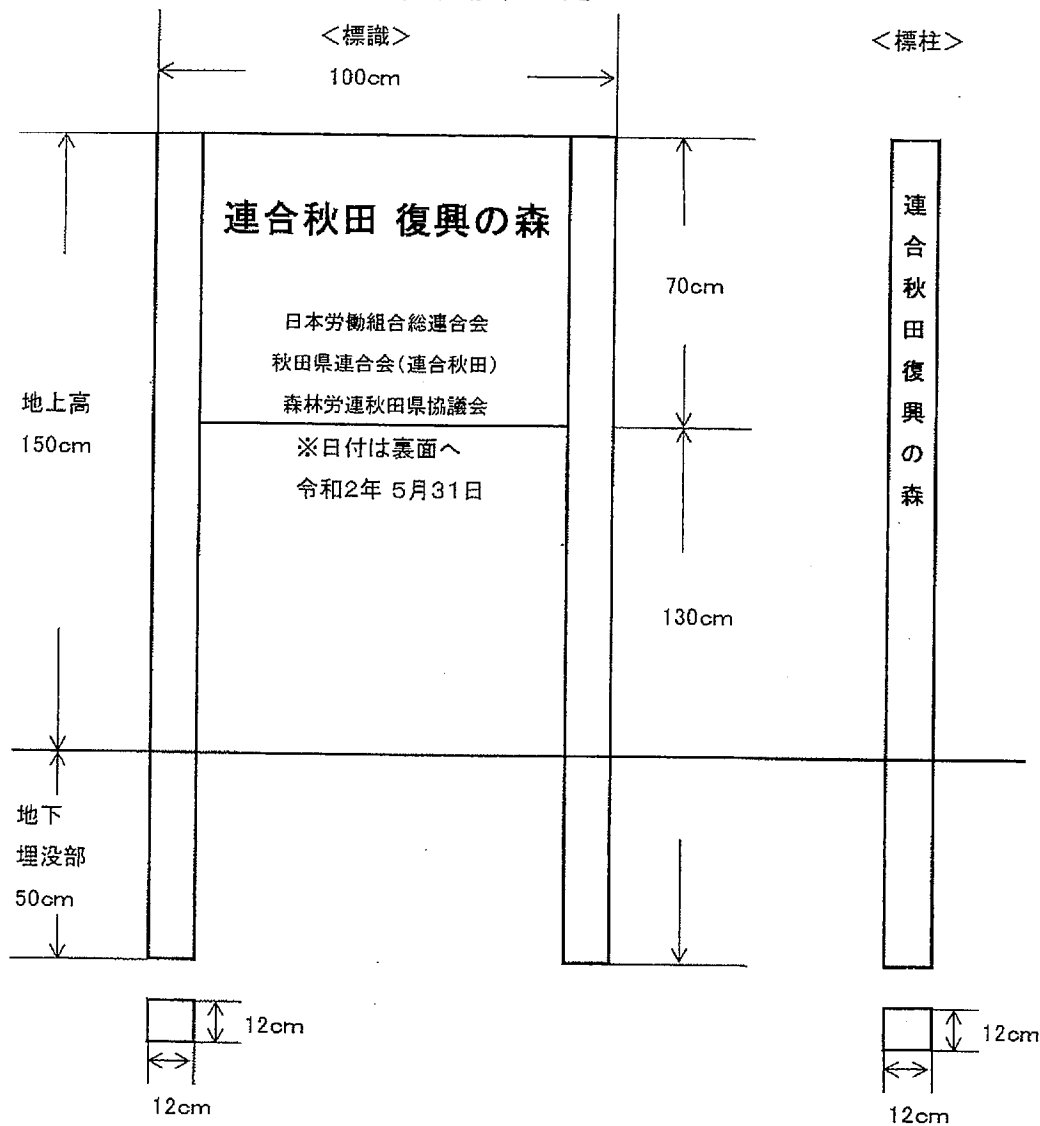 ＜標識＞
100cm
＜標柱＞
連合秋田 復興の森
日本労働組合総連合会
秋田県連合会(連合秋田)
森林労連秋田県協議会
※日付は裏面へ
令和2年 5月31日
地上高
150cm
70cm
130cm
連合秋田復興の森
地下
埋没部
50cm
12cm
12cm
12cm
12cm